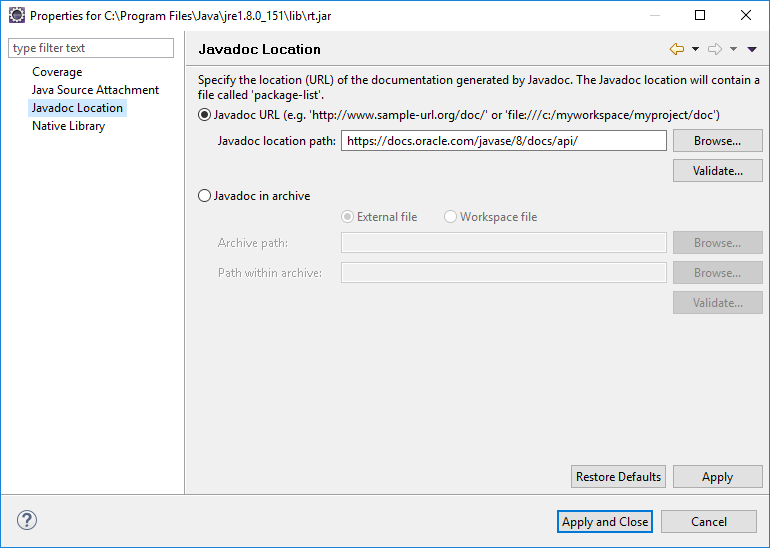 Properties for C:\Program Files\Java\jre1.8.0_151\lib\rt.jar
type filter text
Coverage
Java Source Attachment
Javadoc Location
Native Library
Javadoc Location
Specify the location (URL) of the documentation generated by Javadoc. The Javadoc location will contain a
file called 'package-list'.
Javadoc URL (e.g. 'http://www.sample-url.org/doc/' or 'file:///c:/myworkspace/myproject/doc')
Javadoc location path: https://docs.oracle.com/javase/8/docs/api/ Browse...
Validate...
Javadoc in archive
External file Workspace file
Archive path: Browse...
Path within archive: Browse...
Validate...
Restore Defaults Apply
? Apply and Close Cancel